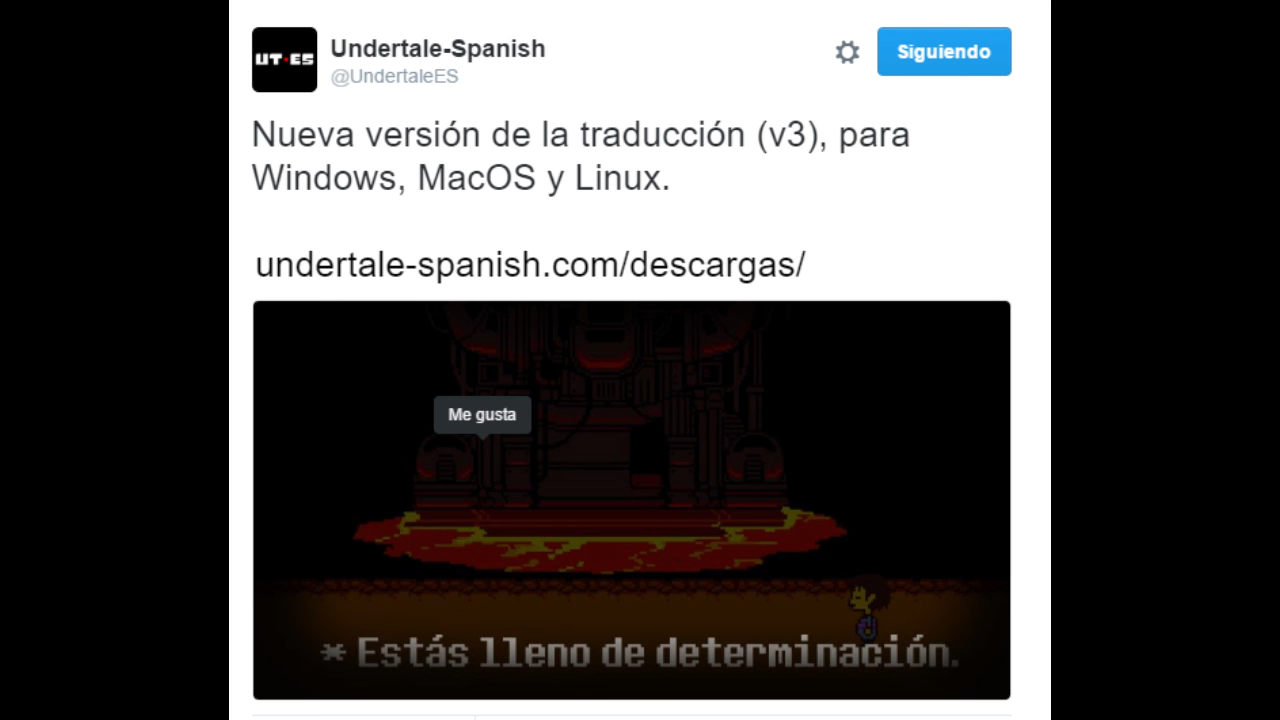 UT·ES
Undertale-Spanish
@UndertaleES
Siguiendo
Nueva versión de la traducción (v3), para
Windows, MacOS y Linux.
undertale-spanish.com/descargas/
Me gusta
* Estás lleno de determinación.